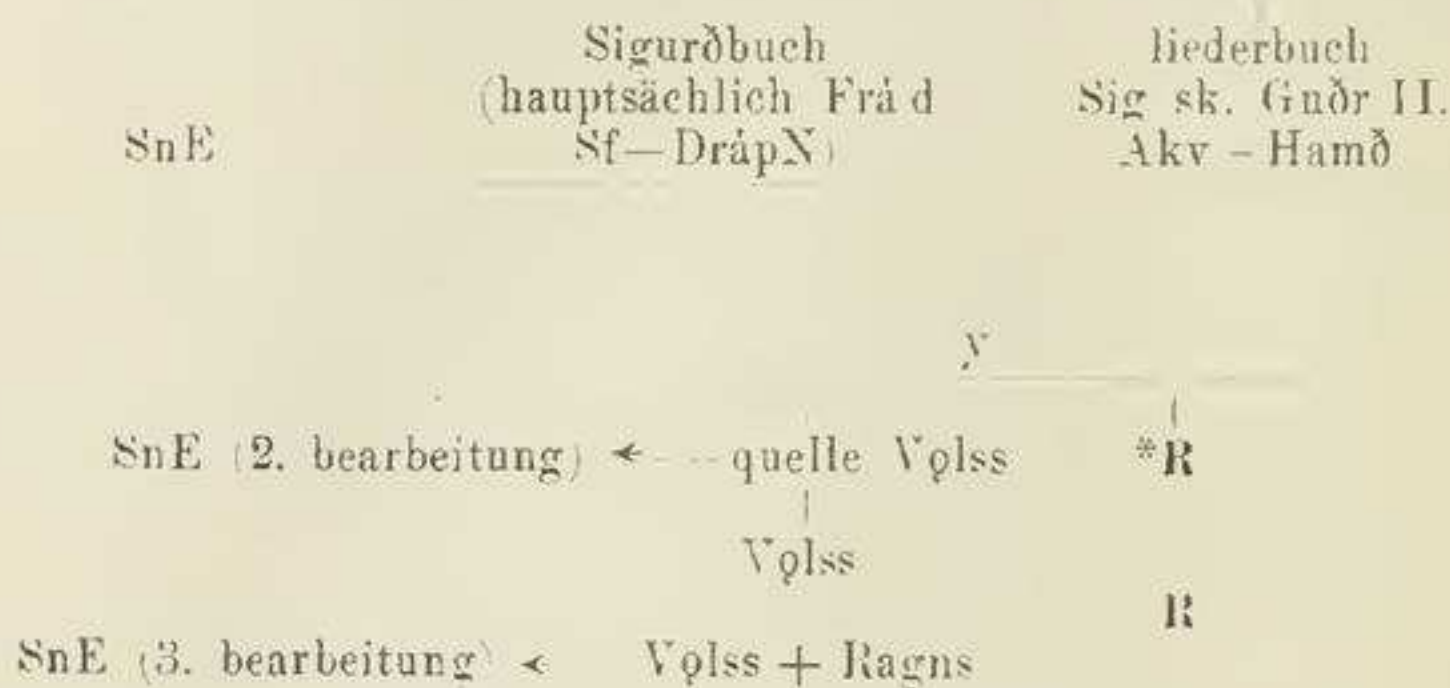 Sigurðbuch
(hauptsächlich Frá d
Sf—DrápN)
liederbuch
Sig sk. Guðr II.
Akv – Hamð
SnE
y
SnE (2. bearbeitung) ← quelle Vǫlss
*R
Vǫlss
R
SnE (3. bearbeitung) < Vǫlss + Ragns